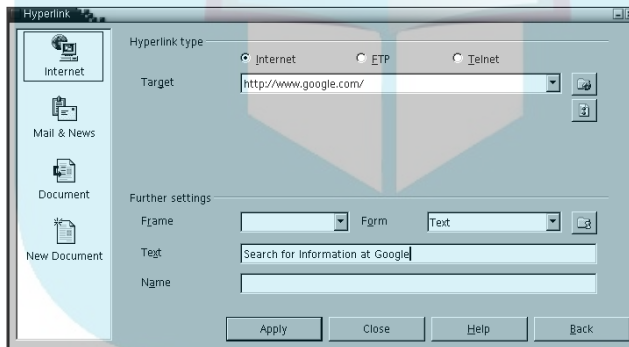 Hyperlink
Internet
Mail & News
Document
New Document
Hyperlink type
Internet FTP Telnet
Target http://www.google.com/
Further settings
Frame Form Text
Text Search for Information at Google
Name
Apply Close Help Back